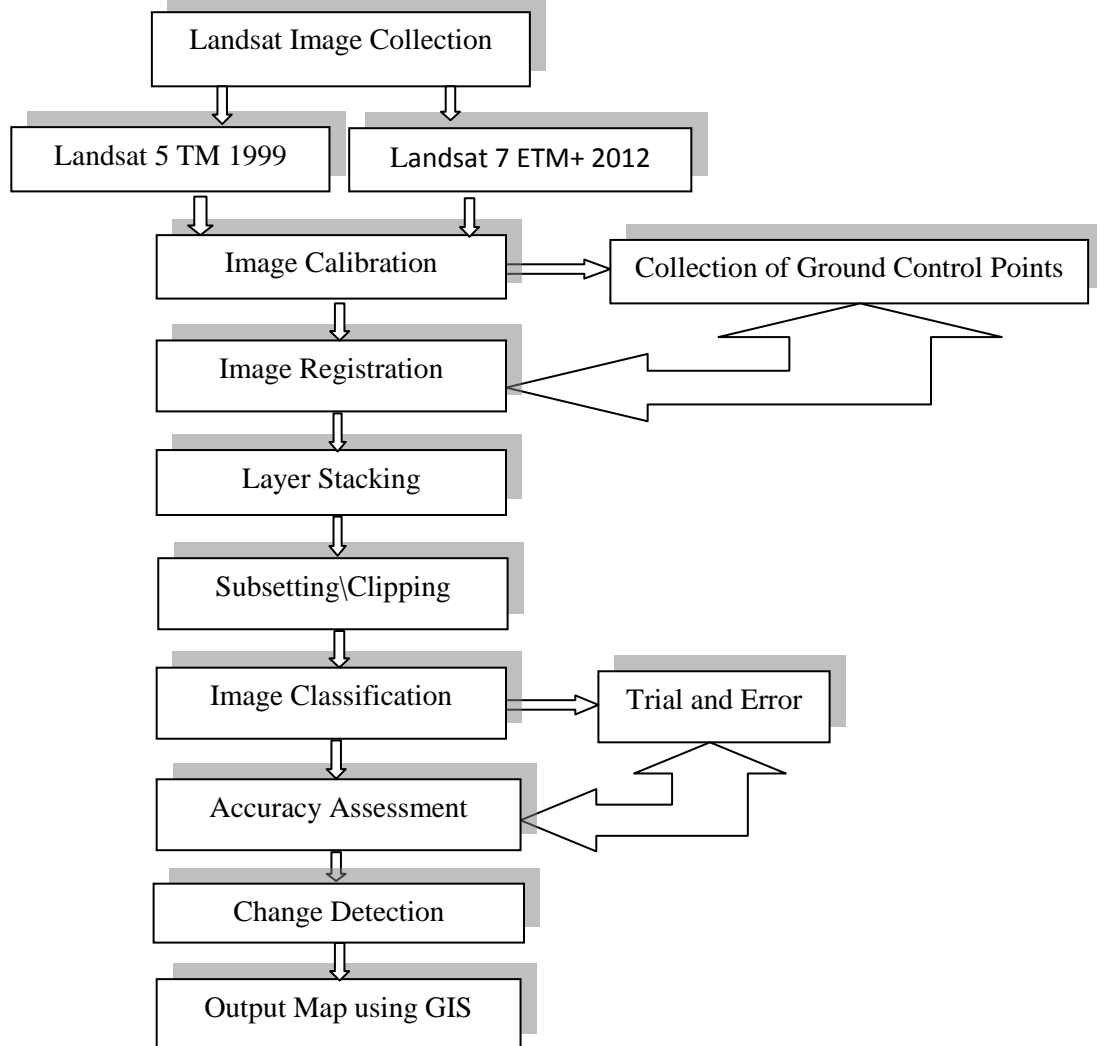 Landsat Image Collection
Landsat 5 TM 1999
Landsat 7 ETM+ 2012
Image Calibration
Collection of Ground Control Points
Image Registration
Layer Stacking
Subsetting\Clipping
Image Classification
Trial and Error
Accuracy Assessment
Change Detection
Output Map using GIS